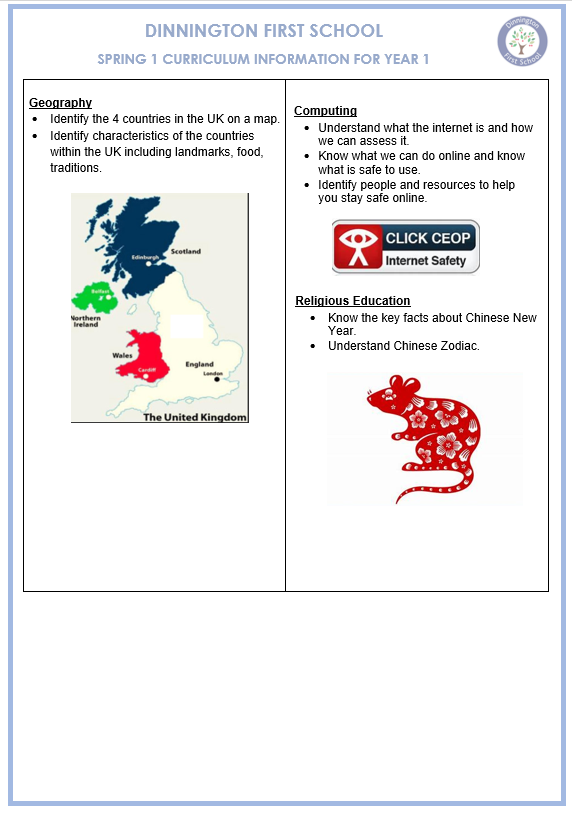 DINNINGTON FIRST SCHOOL
SPRING 1 CURRICULUM INFORMATION FOR YEAR 1
Dinnington
First School
Geography
• Identify the 4 countries in the UK on a map.
• Identify characteristics of the countries
within the UK including landmarks, food,
traditions.
Scotland
Edinburgh
Belfast
Northern
Ireland
Wales
Cardiff
England
London
The United Kingdom
Computing
• Understand what the internet is and how
we can assess it.
• Know what we can do online and know
what is safe to use.
• Identify people and resources to help
you stay safe online.
CLICK CEOP
Internet Safety
Religious Education
• Know the key facts about Chinese New
Year.
• Understand Chinese Zodiac.